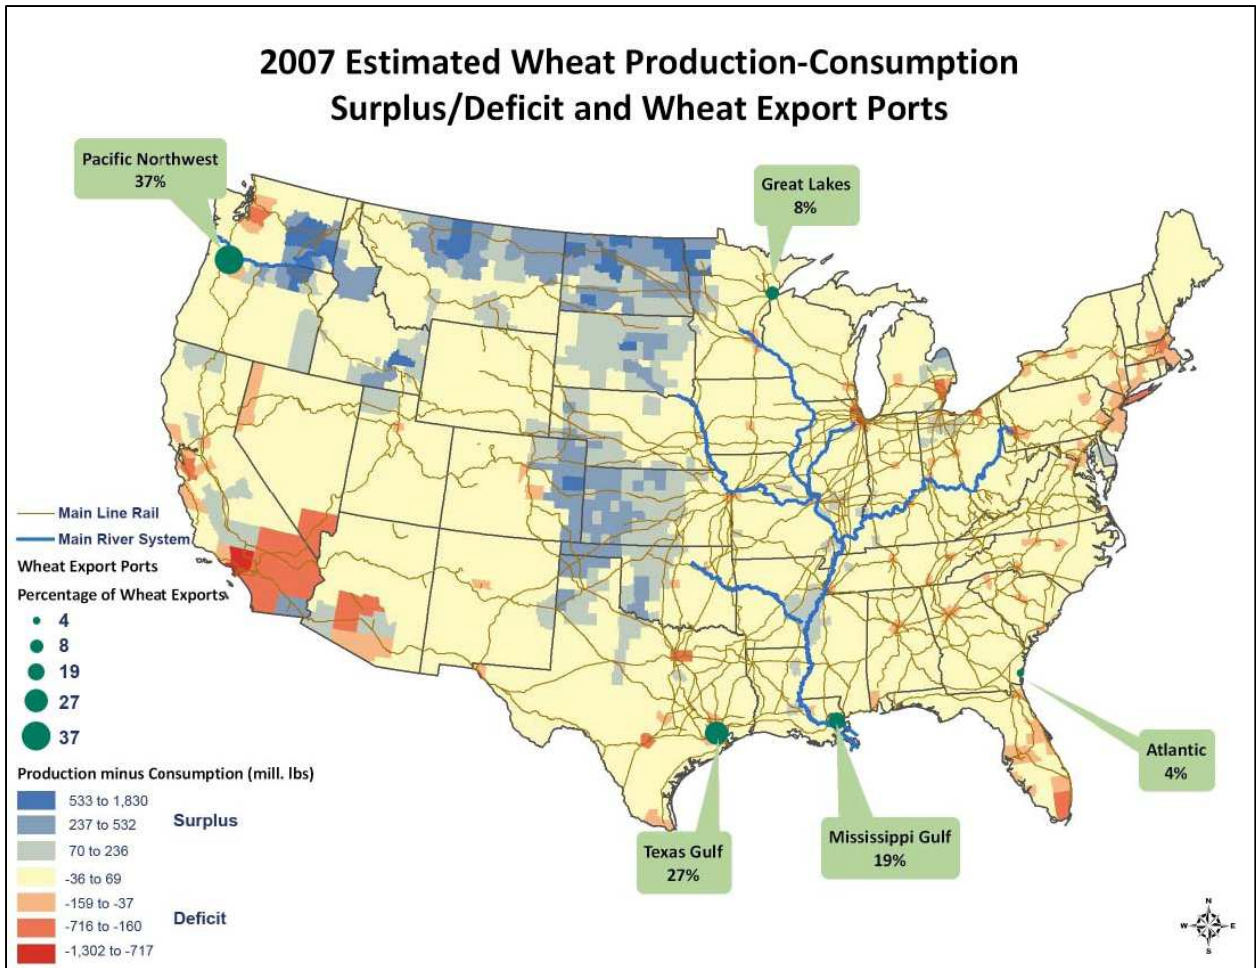 2007 Estimated Wheat Production-Consumption
Surplus/Deficit and Wheat Export Ports
Pacific Northwest
37%
Great Lakes
8%
Main Line Rail
Main River System
Wheat Export Ports
Percentage of Wheat Exports
4
8
19
27
37
Atlantic
4%
Mississippi Gulf
19%
Texas Gulf
27%
Production minus Consumption (mill. lbs)
533 to 1,830
237 to 532
Surplus
70 to 236
-36 to 69
-159 to -37
-716 to -160
Deficit
-1,302 to -717
N
W E
S